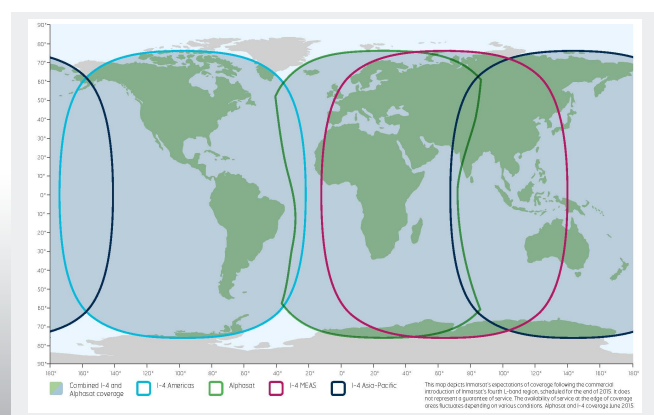 90°
80°
70°
60°
50°
40°
30°
20°
10°
0°
10°
20°
30°
40°
50°
60°
70°
80°
90°
180° 160° 140° 120° 100° 80° 60° 40° 20° 0° 20° 40° 60° 80° 100° 120° 140° 160° 180°
Combined I-4 and
Alphasat coverage
I-4 Americas
Alphasat
I-4 MEAS
I-4 Asia-Pacific
This map depicts Inmarsat's expectations of coverage following the commercial
introduction of Inmarsat's fourth L-band region, scheduled for the end of 2015. It does
not represent a guarantee of service. The availability of service at the edge of coverage
areas fluctuates depending on various conditions. Alphasat and I-4 coverage June 2015.